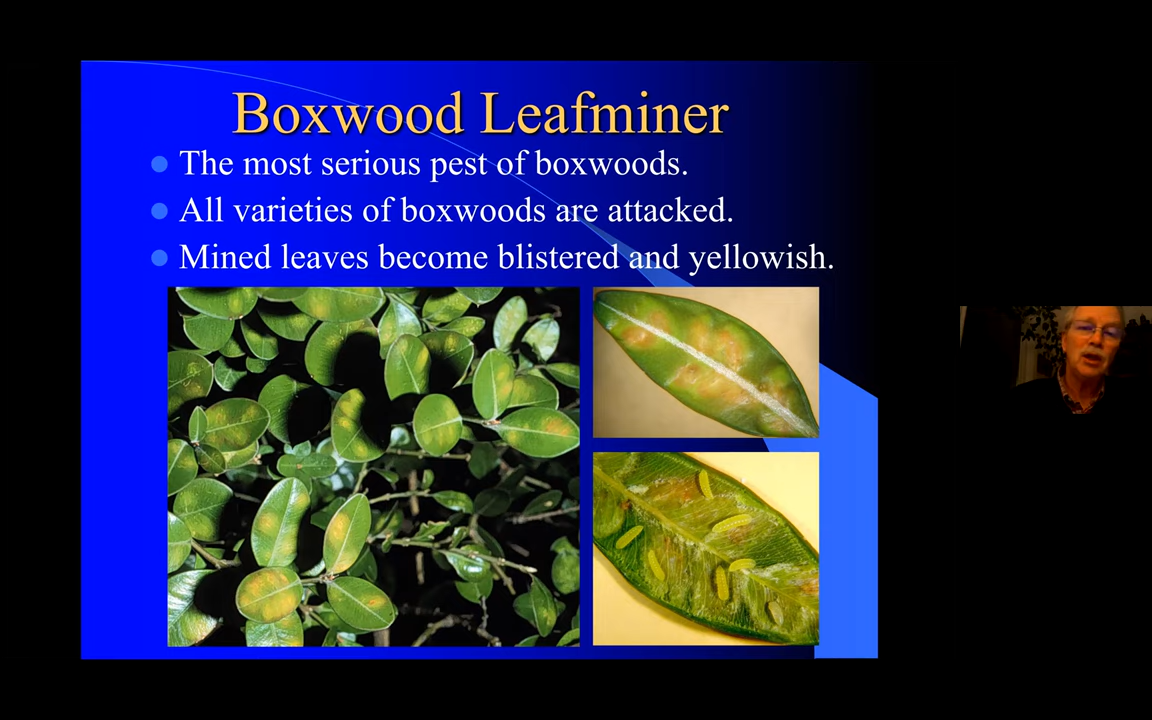 Boxwood Leafminer
The most serious pest of boxwoods.
All varieties of boxwoods are attacked.
Mined leaves become blistered and yellowish.